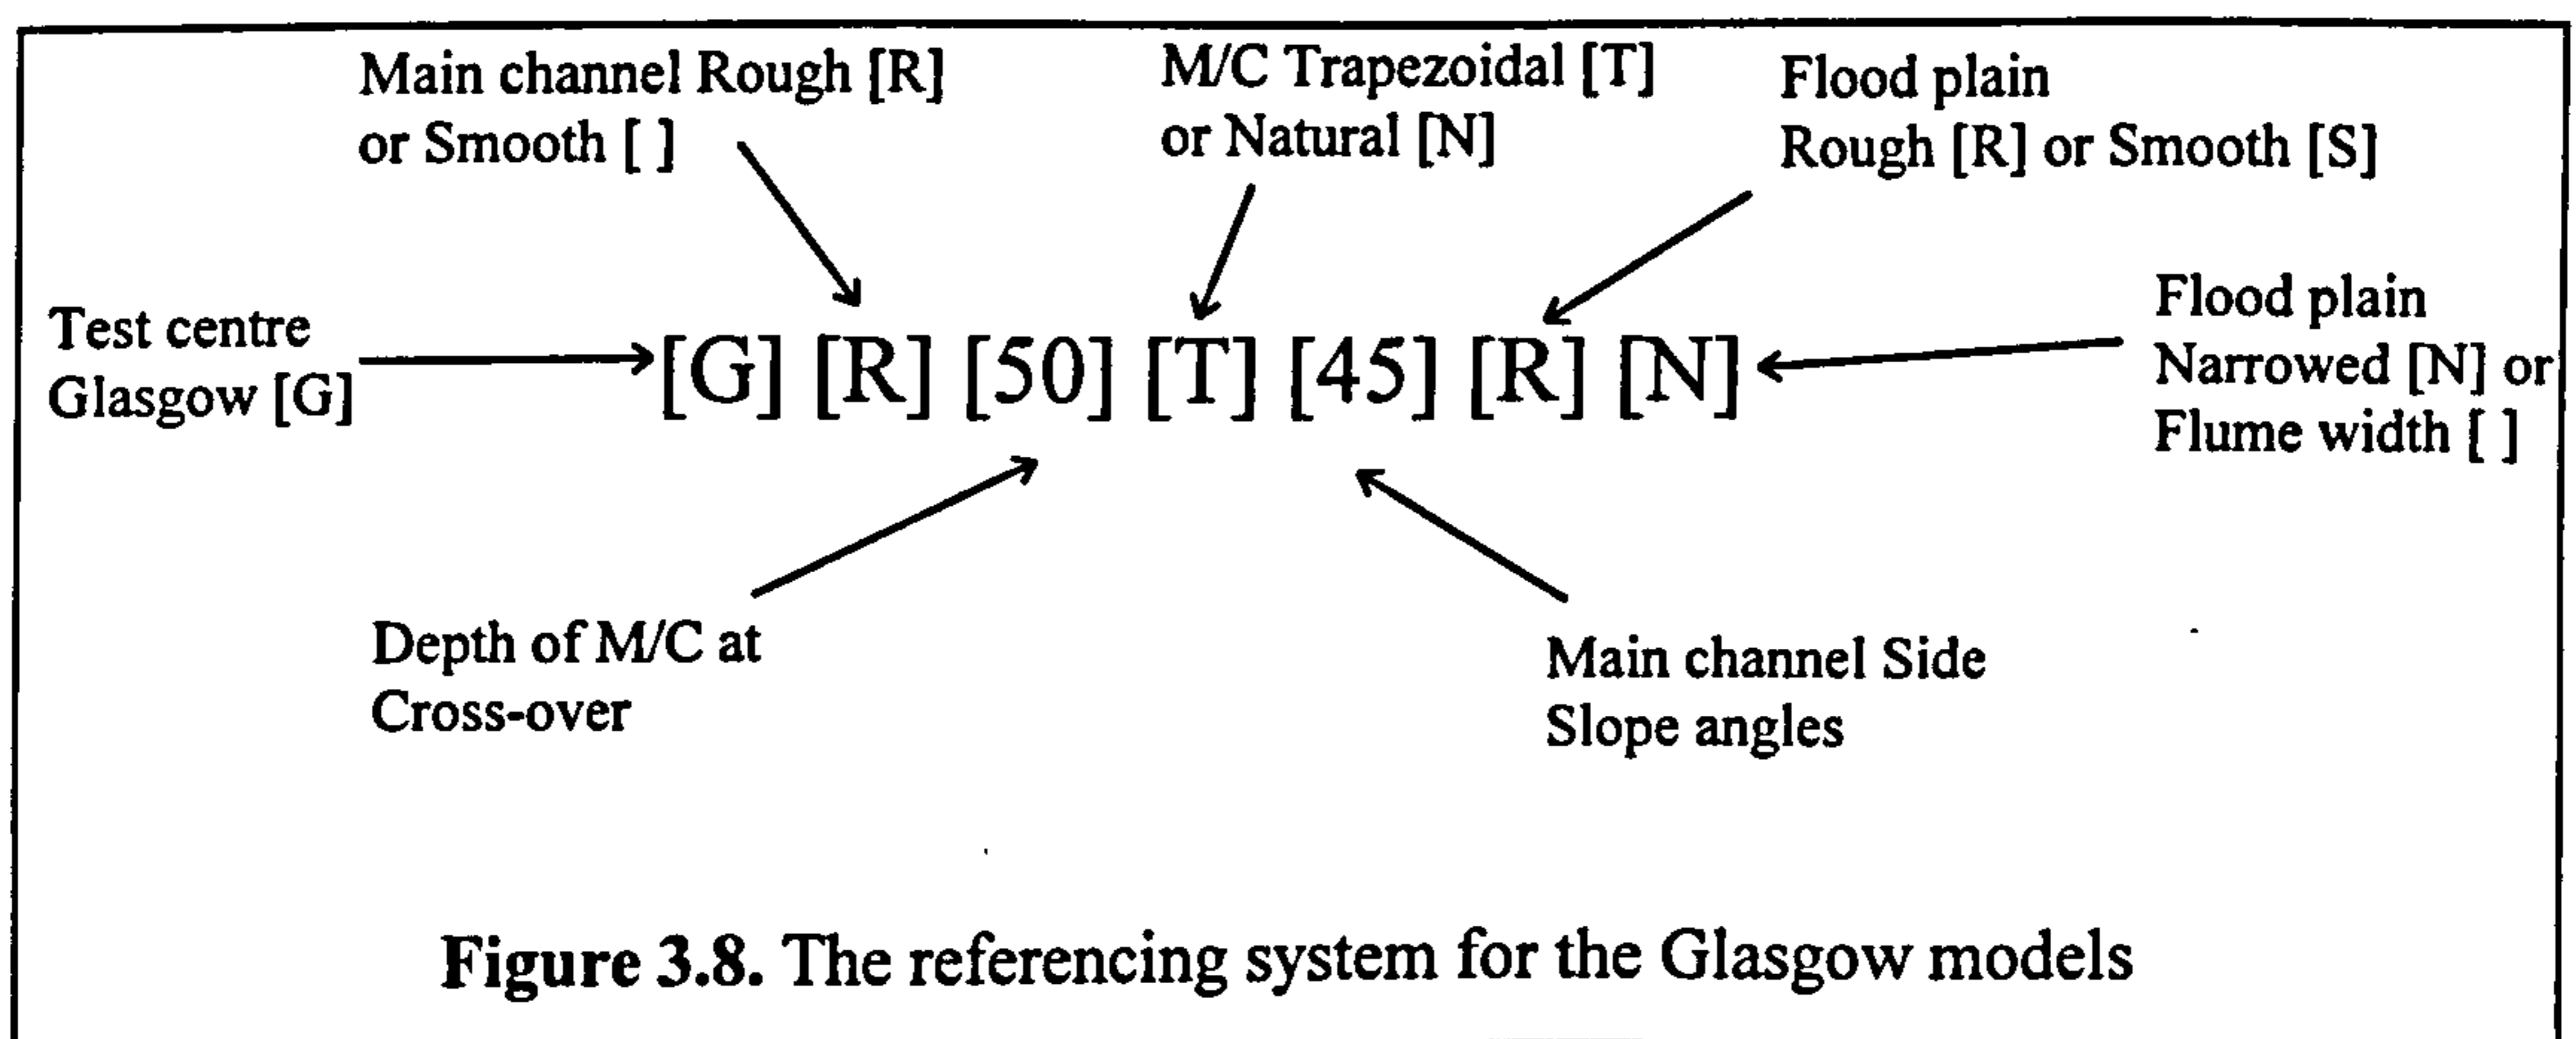 Main channel Rough [R]
or Smooth [ ]
M/C Trapezoidal [T]
or Natural [N]
Flood plain
Rough [R] or Smooth [S]
Test centre
Glasgow [G]
[G] [R] [50] [T] [45] [R] [N]
Flood plain
Narrowed [N] or
Flume width [ ]
Depth of M/C at
Cross-over
Main channel Side
Slope angles
Figure 3.8. The referencing system for the Glasgow models